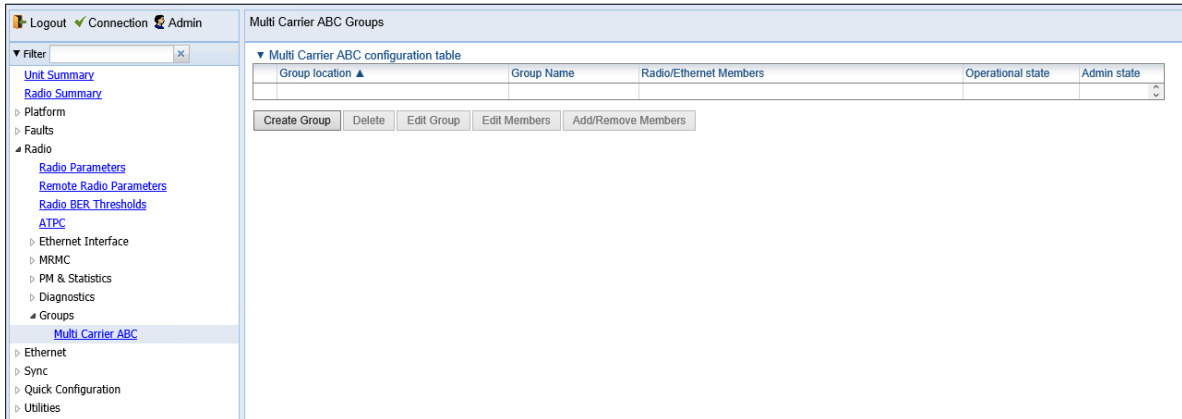 Logout Connection Admin
Filter
Unit Summary
Radio Summary
Platform
Faults
Radio
Radio Parameters
Remote Radio Parameters
Radio BER Thresholds
ATPC
Ethernet Interface
MRMC
PM & Statistics
Diagnostics
Groups
Multi Carrier ABC
Ethernet
Sync
Quick Configuration
Utilities
Multi Carrier ABC Groups
Multi Carrier ABC configuration table
Group location ▲ Group Name Radio/Ethernet Members Operational state Admin state
Create Group Delete Edit Group Edit Members Add/Remove Members